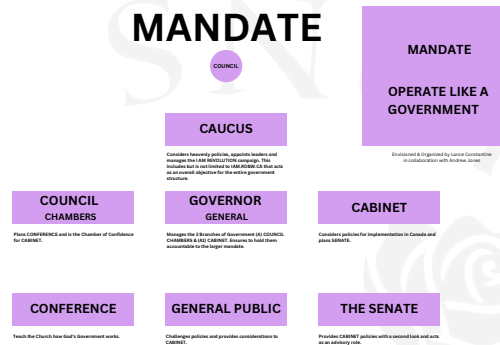 MANDATE
COUNCIL
MANDATE
OPERATE LIKE A
GOVERNMENT
Envisioned & Organized by Lance Constantine
in collaboration with Andrew Jones
CAUCUS
Considers heavenly policies, appoints leaders and
manages the I AM REVOLUTION campaign. This
includes but is not limited to IAM.ROBW.CA that acts
as an overall objective for the entire government
structure.
COUNCIL
CHAMBERS
Plans CONFERENCE and is the Chamber of Confidence
for CABINET.
GOVERNOR
GENERAL
Manages the 2 Branches of Government (A) COUNCIL
CHAMBERS & (A1) CABINET. Ensures to hold them
accountable to the larger mandate.
CABINET
Considers policies for implementation in Canada and
plans SENATE.
CONFERENCE
Teach the Church how God's Government works.
GENERAL PUBLIC
Challenges policies and provides considerations to
CABINET.
THE SENATE
Provides CABINET policies with a second look and acts
as an advisory role.